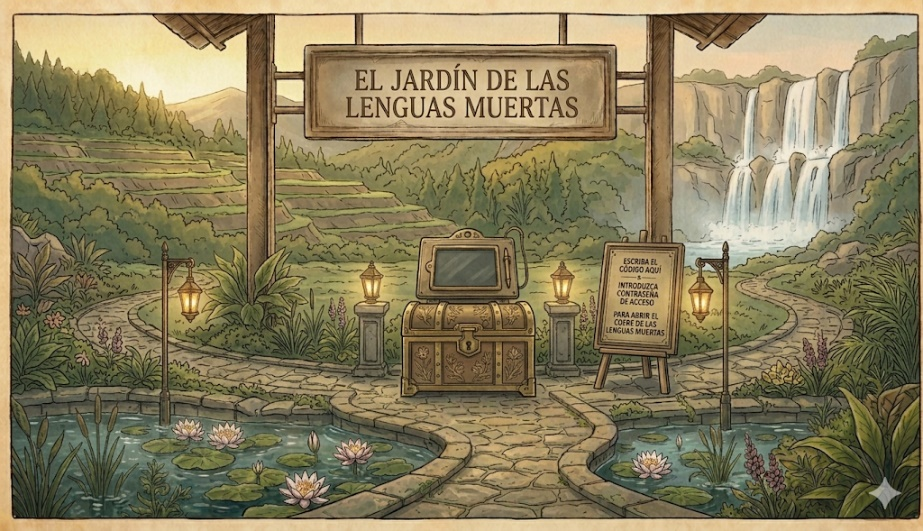 EL JARDÍN DE LAS
LENGUAS MUERTAS
ESCRIBA EL
CÓDIGO AQUÍ
INTRODUZCA
CONTRASEÑA
DE ACCESO
PARA ABRIR EL
COFRE DE LAS
LENGUAS MUERTAS